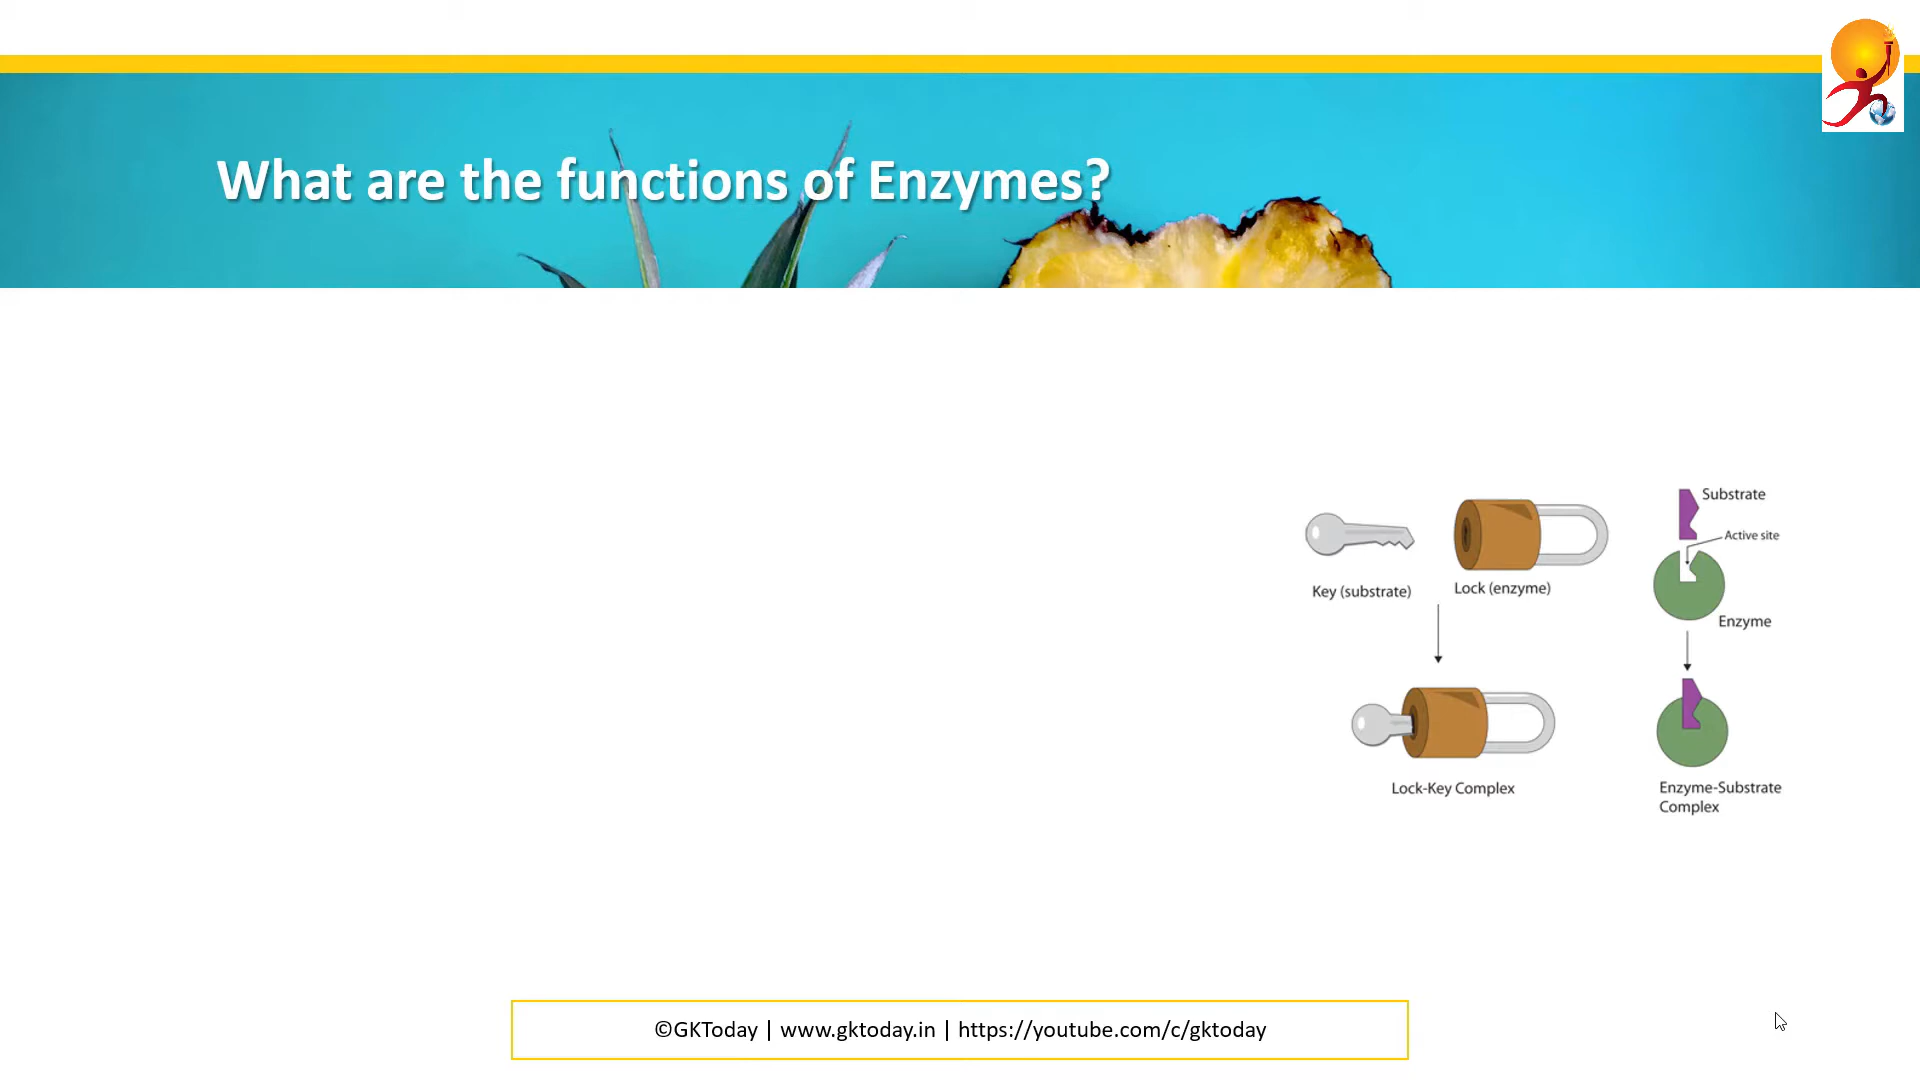 What are the functions of Enzymes?
Substrate
Active site
Key (substrate)
Lock (enzyme)
Enzyme
Lock-Key Complex
Enzyme-Substrate
Complex
©GKToday | www.gktoday.in | https://youtube.com/c/gktoday